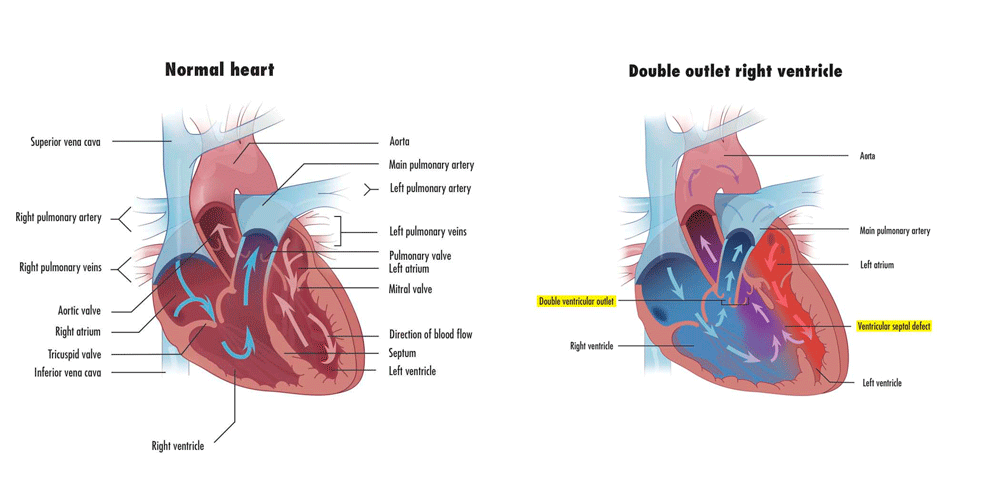 Normal heart
Superior vena cava
Right pulmonary artery
Right pulmonary veins
Aortic valve
Right atrium
Tricuspid valve
Inferior vena cava
Right ventricle
Aorta
Main pulmonary artery
Left pulmonary artery
Left pulmonary veins
Pulmonary valve
Left atrium
Mitral valve
Direction of blood flow
Septum
Left ventricle
Double outlet right ventricle
Double ventricular outlet
Right ventricle
Aorta
Main pulmonary artery
Left atrium
Ventricular septal defect
Left ventricle